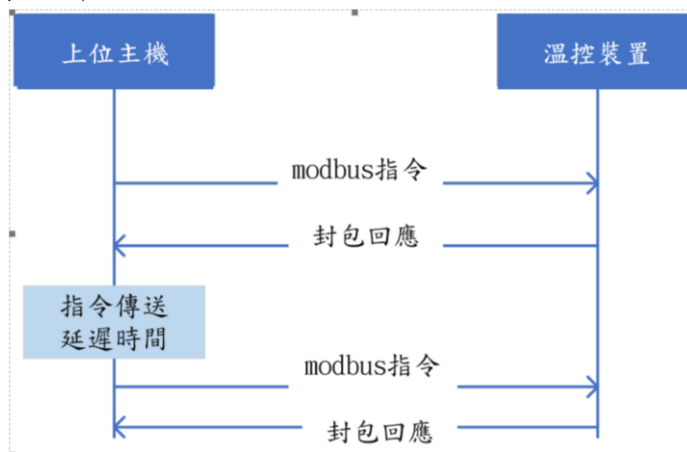 上位主機
溫控裝置
modbus指令
封包回應
指令傳送
延遲時間
modbus指令
封包回應